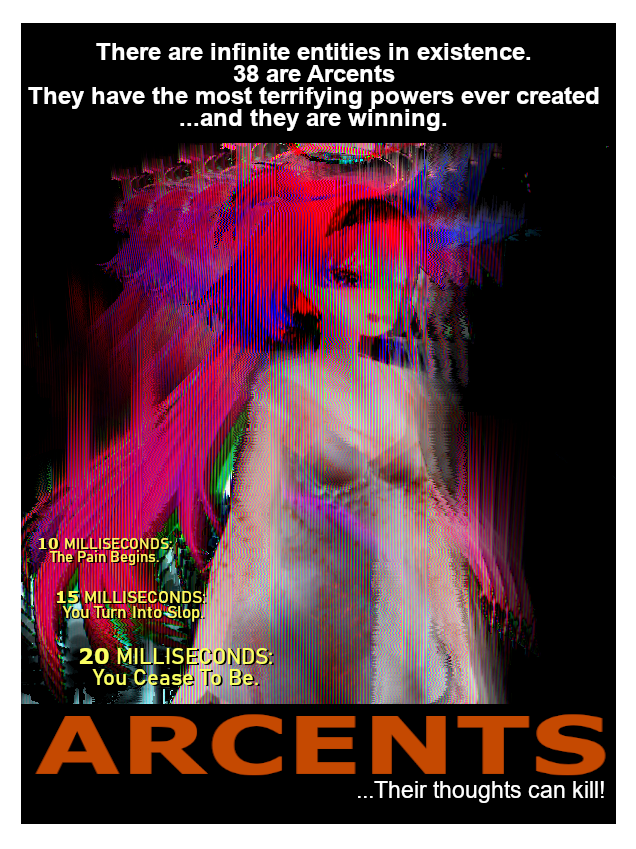 There are infinite entities in existence.
38 are Arcents
They have the most terrifying powers ever created
...and they are winning.
10 MILLISECONDS:
The Pain Begins.
15 MILLISECONDS:
You Turn Into Slop.
20 MILLISECONDS:
You Cease To Be.
ARCENTS
...Their thoughts can kill!